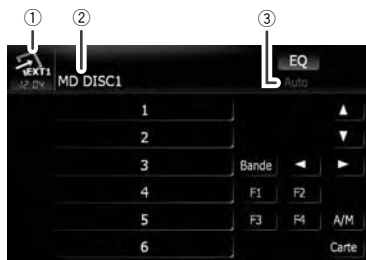 ① ② ③
EXT1 EQ
12:04 MD DISC1 Auto
1
2
3 Bande
4 F1 F2
5 F3 F4 A/M
6 Carte